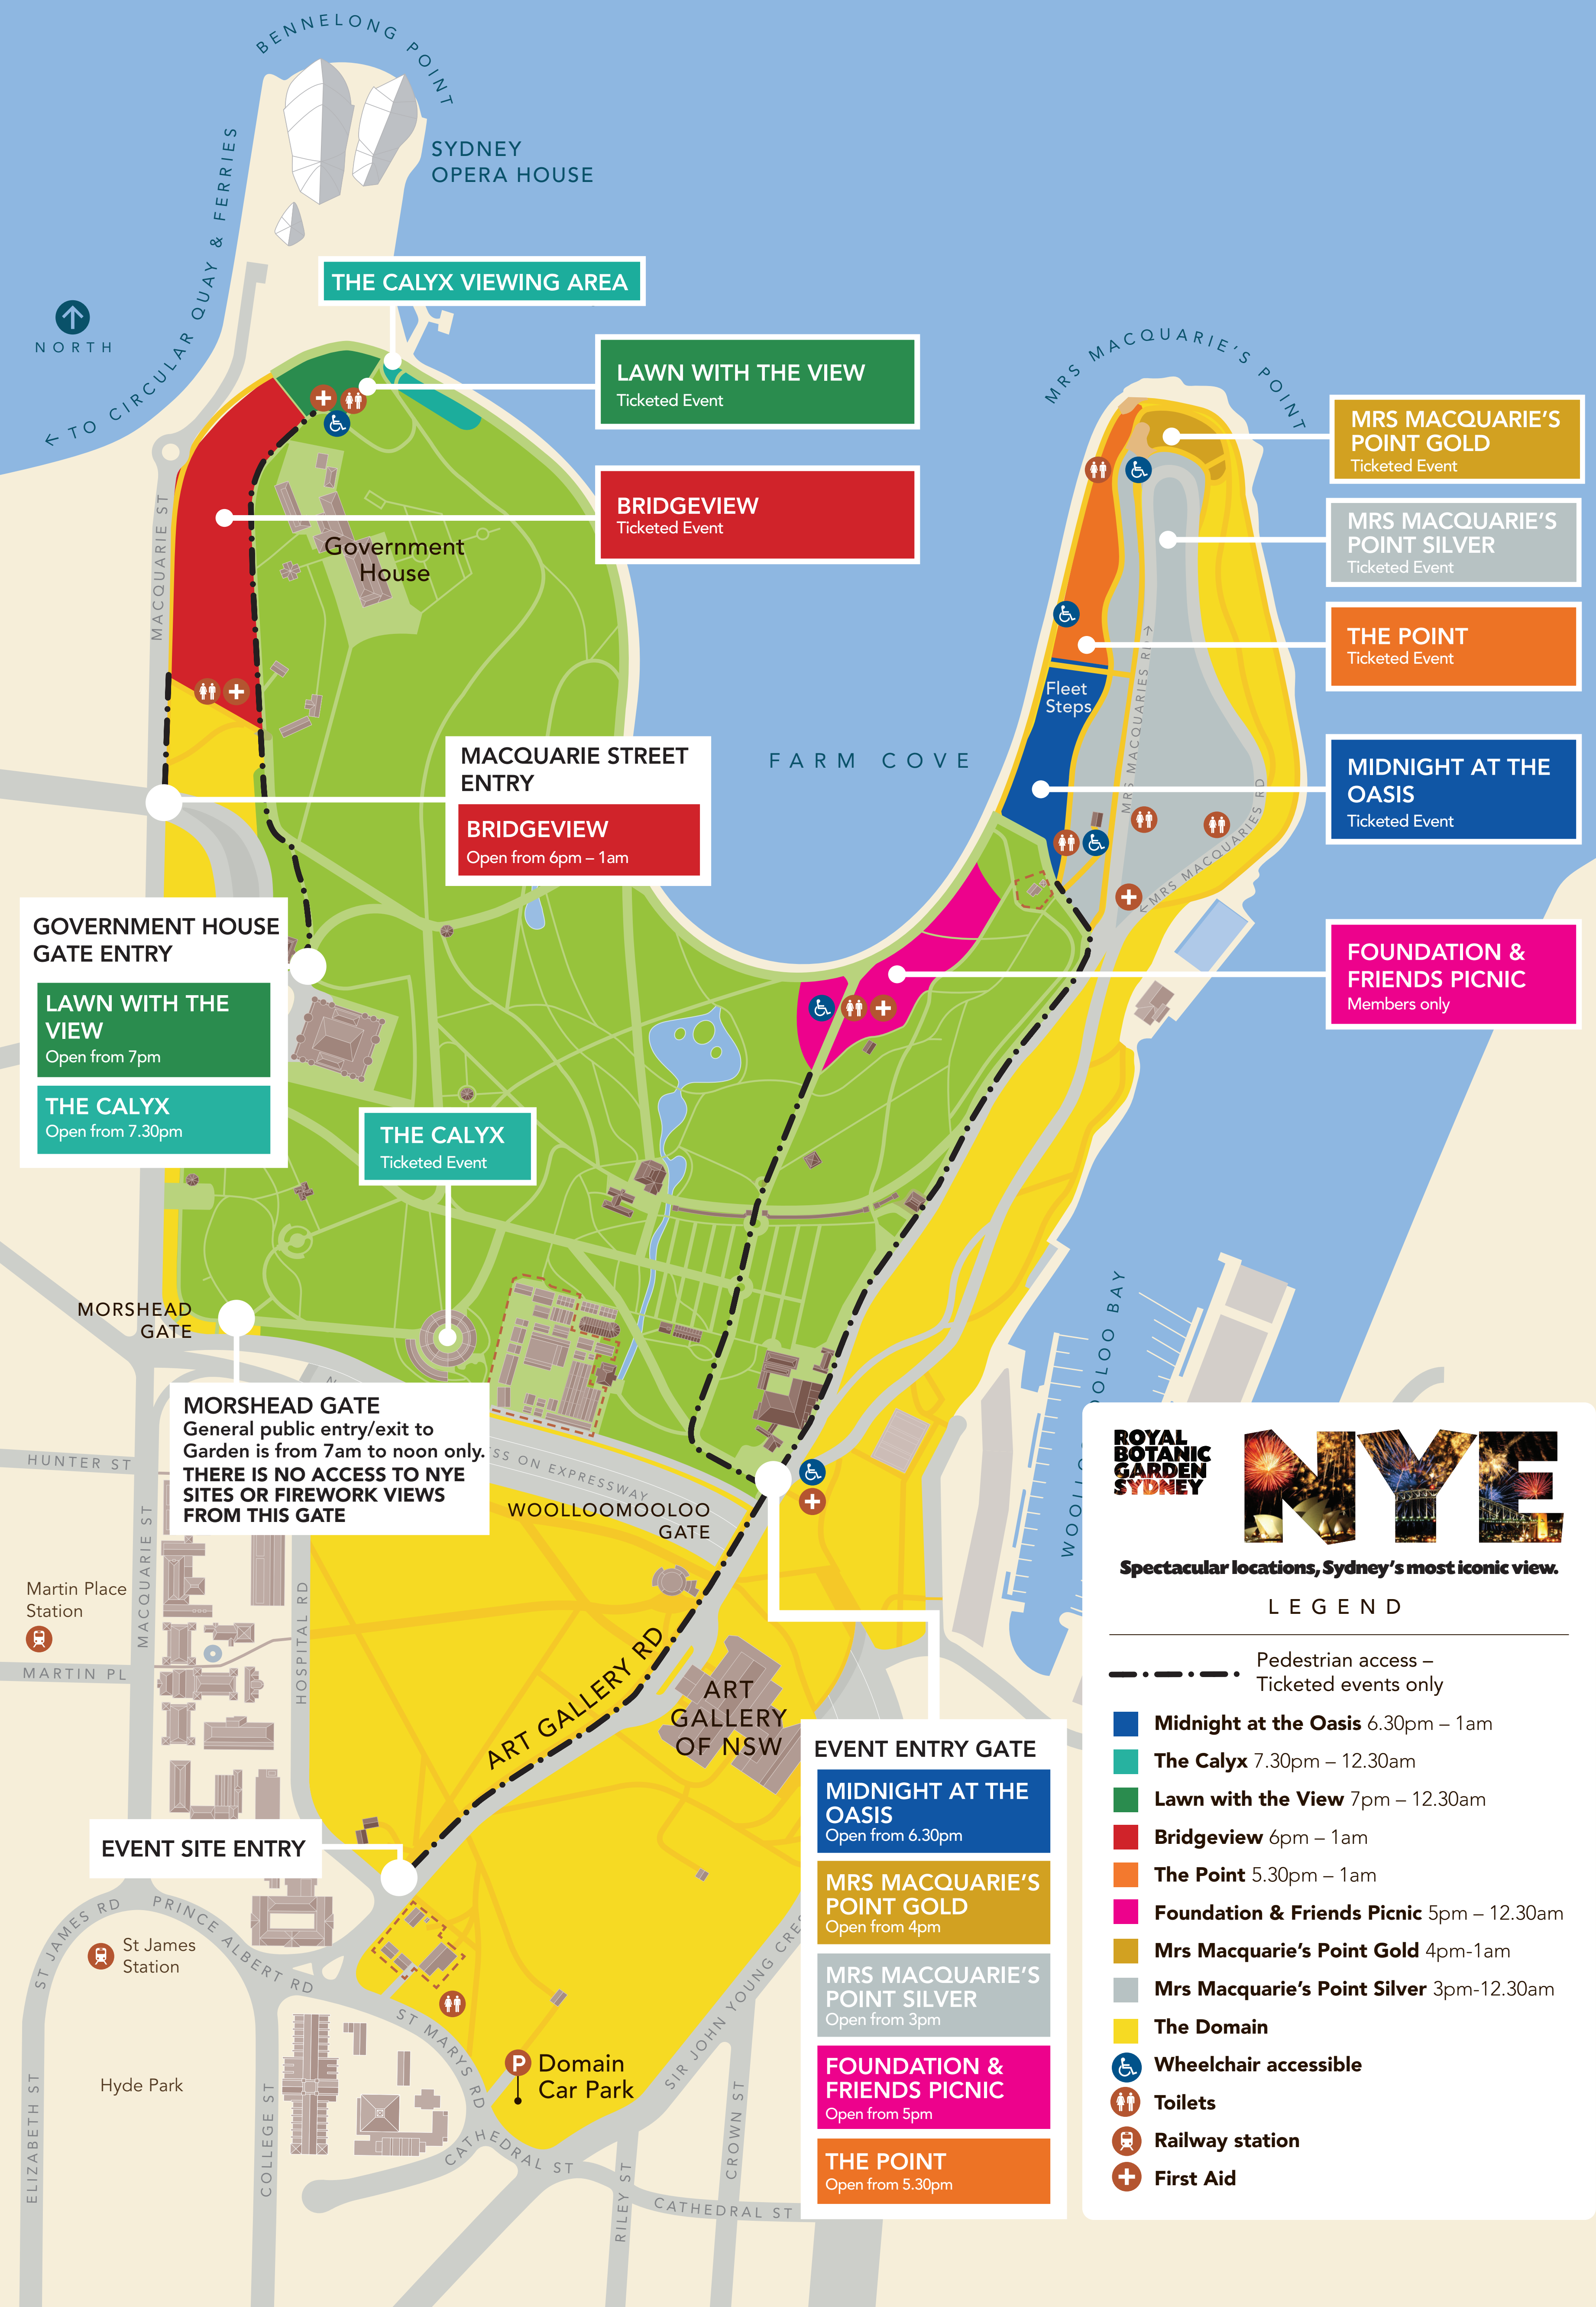 BENNELONG POINT
SYDNEY
OPERA HOUSE
← TO CIRCULAR QUAY & FERRIES
NORTH
THE CALYX VIEWING AREA
LAWN WITH THE VIEW
Ticketed Event
BRIDGEVIEW
Ticketed Event
MRS MACQUARIE'S POINT
MRS MACQUARIE'S
POINT GOLD
Ticketed Event
MRS MACQUARIE'S
POINT SILVER
Ticketed Event
THE POINT
Ticketed Event
MIDNIGHT AT THE
OASIS
Ticketed Event
FOUNDATION &
FRIENDS PICNIC
Members only
MACQUARIE ST
Government
House
Fleet
Steps
MRS MACQUARIES RD →
← MRS MACQUARIES RD
FARM COVE
MACQUARIE STREET
ENTRY
BRIDGEVIEW
Open from 6pm – 1am
GOVERNMENT HOUSE
GATE ENTRY
LAWN WITH THE
VIEW
Open from 7pm
THE CALYX
Open from 7.30pm
THE CALYX
Ticketed Event
MORSHEAD
GATE
MORSHEAD GATE
General public entry/exit to
Garden is from 7am to noon only.
THERE IS NO ACCESS TO NYE
SITES OR FIREWORK VIEWS
FROM THIS GATE
SS ON EXPRESSWAY
WOOLLOOMOOLOO
GATE
WOOLLO
OLOO BAY
HUNTER ST
MACQUARIE ST
HOSPITAL RD
Martin Place
Station
MARTIN PL
ART GALLERY RD
ART
GALLERY
OF NSW
EVENT SITE ENTRY
ST JAMES RD
PRINCE ALBERT RD
St James
Station
ST MARYS RD
SIR JOHN YOUNG CRE
P
Domain
Car Park
Hyde Park
ELIZABETH ST
COLLEGE ST
CATHEDRAL ST
RILEY ST
CROWN ST
CATHEDRAL ST
EVENT ENTRY GATE
MIDNIGHT AT THE
OASIS
Open from 6.30pm
MRS MACQUARIE'S
POINT GOLD
Open from 4pm
MRS MACQUARIE'S
POINT SILVER
Open from 3pm
FOUNDATION &
FRIENDS PICNIC
Open from 5pm
THE POINT
Open from 5.30pm
ROYAL
BOTANIC
GARDEN
SYDNEY
NYE
Spectacular locations, Sydney's most iconic view.
LEGEND
Pedestrian access –
Ticketed events only
Midnight at the Oasis 6.30pm – 1am
The Calyx 7.30pm – 12.30am
Lawn with the View 7pm – 12.30am
Bridgeview 6pm – 1am
The Point 5.30pm – 1am
Foundation & Friends Picnic 5pm – 12.30am
Mrs Macquarie's Point Gold 4pm-1am
Mrs Macquarie's Point Silver 3pm-12.30am
The Domain
Wheelchair accessible
Toilets
Railway station
First Aid